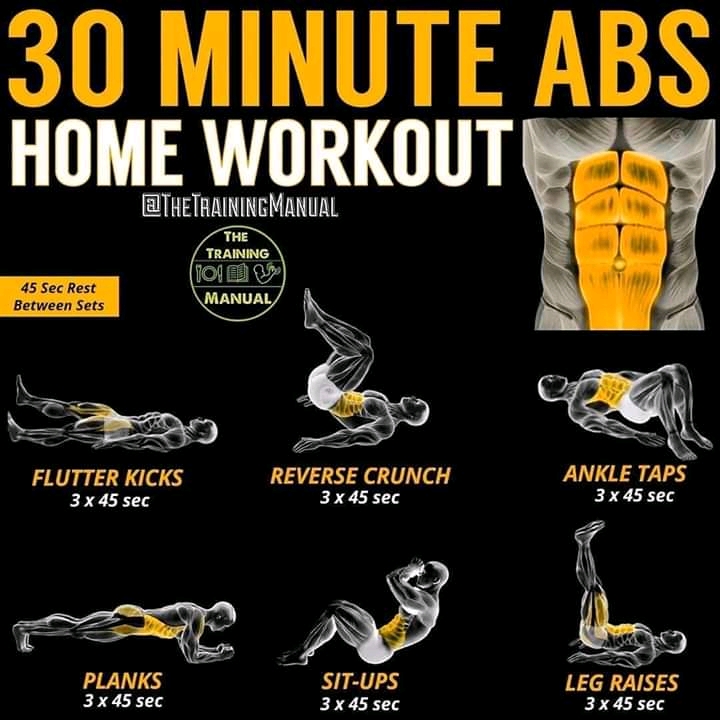 30 MINUTE ABS
HOME WORKOUT
@THETRAININGMANUAL
THE
TRAINING
MANUAL
45 Sec Rest
Between Sets
FLUTTER KICKS
3 x 45 sec
REVERSE CRUNCH
3 x 45 sec
ANKLE TAPS
3 x 45 sec
PLANKS
3 x 45 sec
SIT-UPS
3 x 45 sec
LEG RAISES
3 x 45 sec